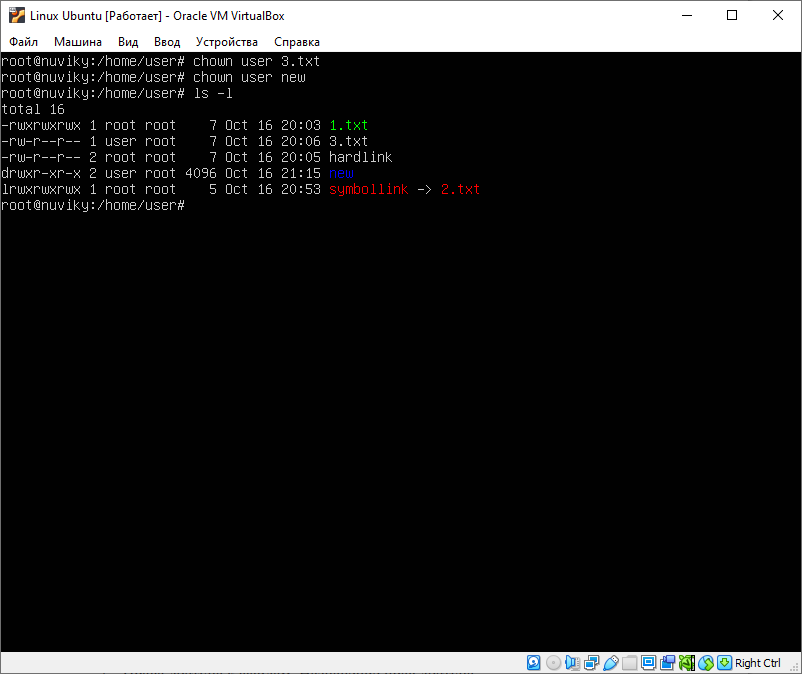 Linux Ubuntu [Работает] - Oracle VM VirtualBox
Файл Машина Вид Ввод Устройства Справка
root@nuviky:/home/user# chown user 3.txt
root@nuviky:/home/user# chown user new
root@nuviky:/home/user# ls -l
total 16
-rwxrwxrwx 1 root root    7 Oct 16 20:03 1.txt
-rw-r--r-- 1 user root    7 Oct 16 20:06 3.txt
-rw-r--r-- 2 root root    7 Oct 16 20:05 hardlink
drwxr-xr-x 2 user root 4096 Oct 16 21:15 new
lrwxrwxrwx 1 root root    5 Oct 16 20:53 symbollink -> 2.txt
root@nuviky:/home/user#
Right Ctrl